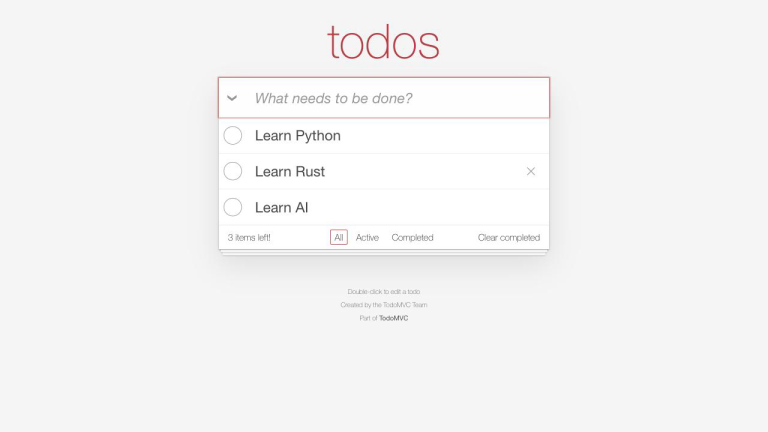 todos
What needs to be done?
Learn Python
Learn Rust
Learn AI
3 items left! All Active Completed Clear completed
Double-click to edit a todo
Created by the TodoMVC Team
Part of TodoMVC